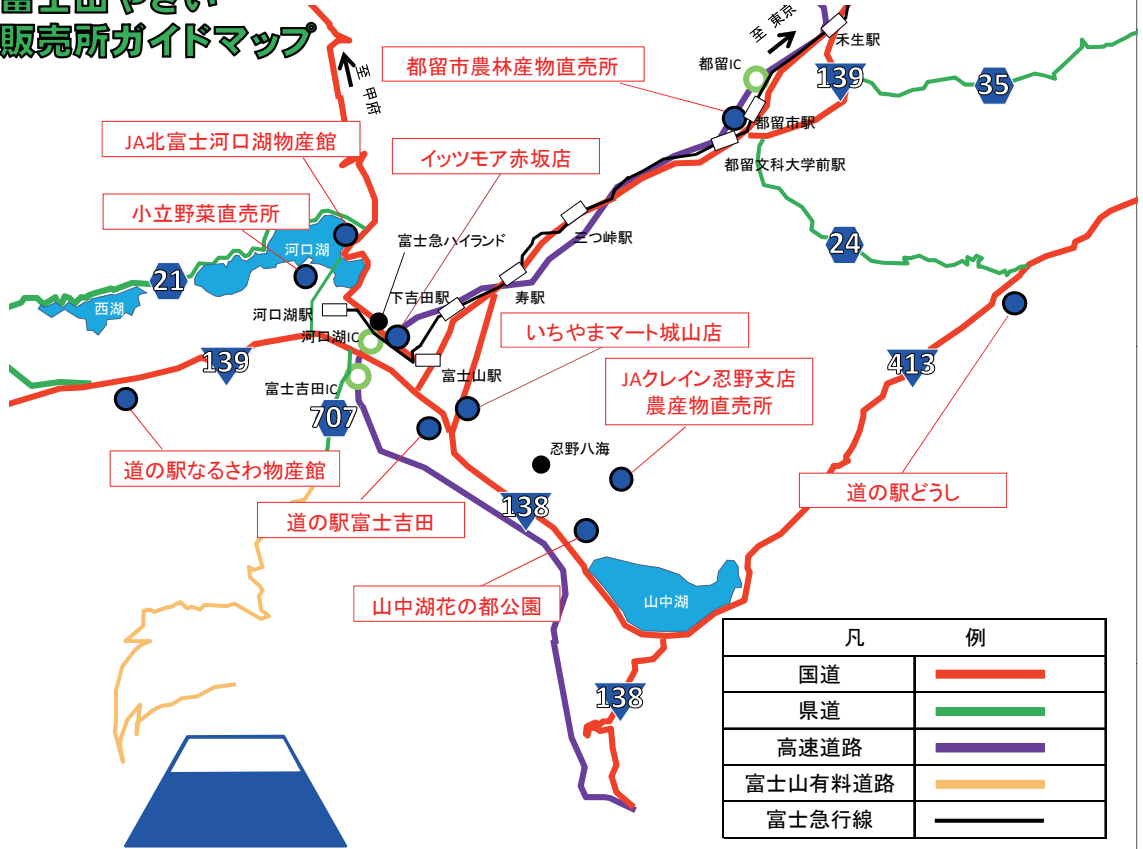 富士山やさい
販売所ガイドマップ
至 東京
禾生駅
都留IC
139
35
都留市農林産物直売所
至 甲府
都留市駅
JA北富士河口湖物産館
イッツモア赤坂店
都留文科大学前駅
小立野菜直売所
富士急ハイランド
三つ峠駅
河口湖
24
21
西湖
下吉田駅
寿駅
河口湖駅
河口湖IC
いちやまマート城山店
139
413
富士山駅
JAクレイン忍野支店
農産物直売所
富士吉田IC
707
忍野八海
道の駅なるさわ物産館
道の駅どうし
138
道の駅富士吉田
山中湖花の都公園
山中湖
138
凡 例
国道
県道
高速道路
富士山有料道路
富士急行線